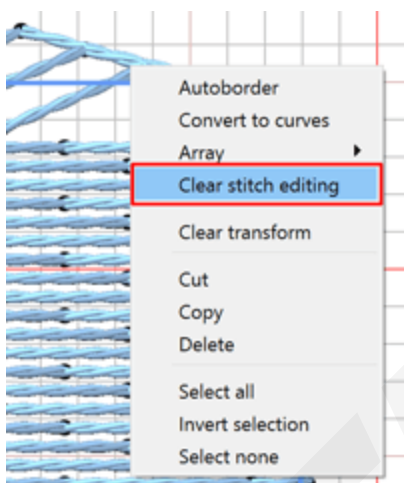 Autoborder
Convert to curves
Array
Clear stitch editing
Clear transform
Cut
Copy
Delete
Select all
Invert selection
Select none